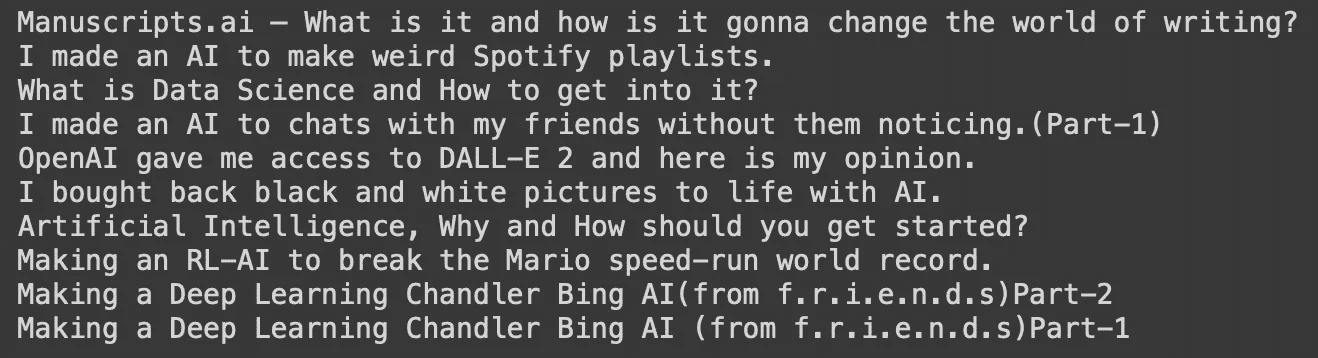 Manuscripts.ai — What is it and how is it gonna change the world of writing?
I made an AI to make weird Spotify playlists.
What is Data Science and How to get into it?
I made an AI to chats with my friends without them noticing.(Part-1)
OpenAI gave me access to DALL-E 2 and here is my opinion.
I bought back black and white pictures to life with AI.
Artificial Intelligence, Why and How should you get started?
Making an RL-AI to break the Mario speed-run world record.
Making a Deep Learning Chandler Bing AI(from f.r.i.e.n.d.s)Part-2
Making a Deep Learning Chandler Bing AI (from f.r.i.e.n.d.s)Part-1